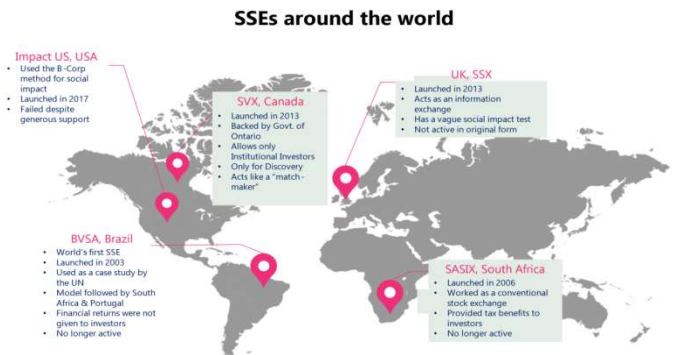 SSEs around the world
Impact US, USA
• Used the B-Corp
method for social
impact
• Launched in 2017
• Failed despite
generous support
SVX, Canada
• Launched in 2013
• Backed by Govt. of
Ontario
• Allows only
Institutional Investors
• Only for Discovery
• Acts like a "match-
maker"
UK, SSX
• Launched in 2013
• Acts as an information
exchange
• Has a vague social impact test
• Not active in original form
BVSA, Brazil
• World's first SSE
• Launched in 2003
• Used as a case study by
the UN
• Model followed by South
Africa & Portugal
• Financial returns were not
given to investors
• No longer active
SASIX, South Africa
• Launched in 2006
• Worked as a conventional
stock exchange
• Provided tax benefits to
investors
• No longer active